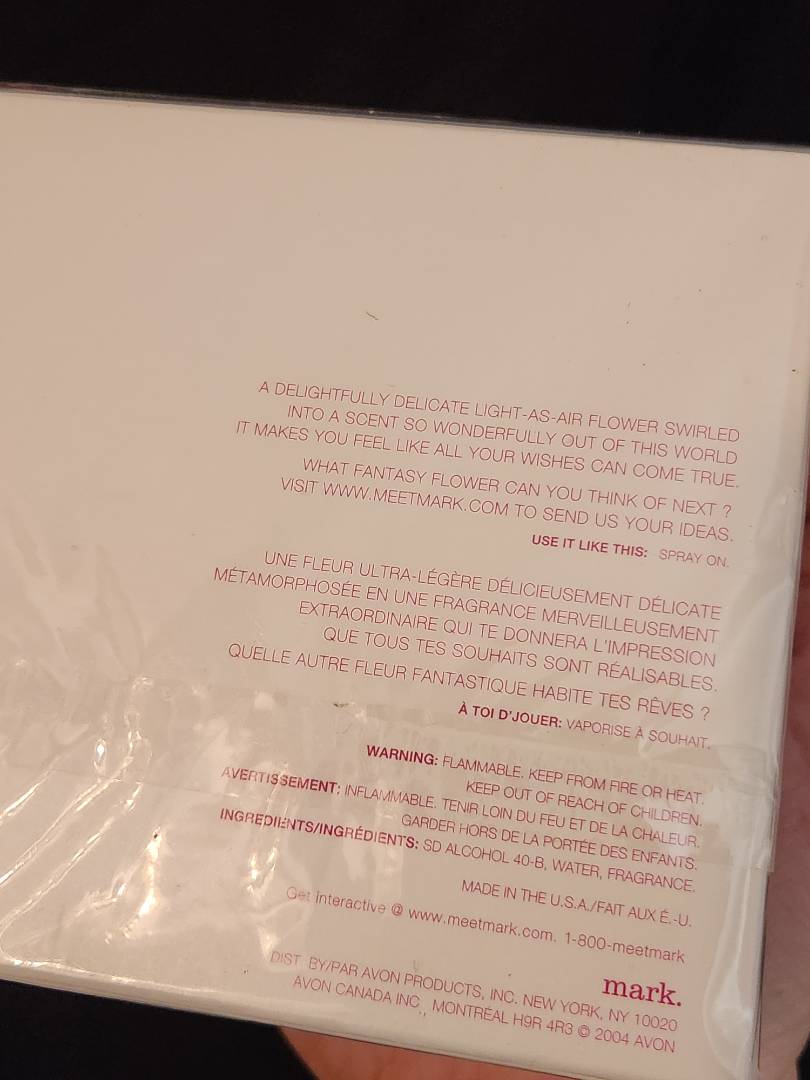 A DELIGHTFULLY DELICATE LIGHT-AS-AIR FLOWER SWIRLED
INTO A SCENT SO WONDERFULLY OUT OF THIS WORLD
IT MAKES YOU FEEL LIKE ALL YOUR WISHES CAN COME TRUE.
WHAT FANTASY FLOWER CAN YOU THINK OF NEXT ?
VISIT WWW.MEETMARK.COM TO SEND US YOUR IDEAS.
USE IT LIKE THIS: SPRAY ON.
UNE FLEUR ULTRA-LÉGÈRE DÉLICIEUSEMENT DÉLICATE
MÉTAMORPHOSÉE EN UNE FRAGRANCE MERVEILLEUSEMENT
EXTRAORDINAIRE QUI TE DONNERA L'IMPRESSION
QUE TOUS TES SOUHAITS SONT RÉALISABLES.
QUELLE AUTRE FLEUR FANTASTIQUE HABITE TES RÊVES ?
À TOI D'JOUER: VAPORISE À SOUHAIT.
WARNING: FLAMMABLE. KEEP FROM FIRE OR HEAT.
KEEP OUT OF REACH OF CHILDREN.
AVERTISSEMENT: INFLAMMABLE. TENIR LOIN DU FEU ET DE LA CHALEUR.
GARDER HORS DE LA PORTÉE DES ENFANTS.
INGREDIENTS/INGRÉDIENTS: SD ALCOHOL 40-B, WATER, FRAGRANCE.
MADE IN THE U.S.A./FAIT AUX É.-U.
Get interactive @ www.meetmark.com. 1-800-meetmark
mark.
DIST. BY/PAR AVON PRODUCTS, INC. NEW YORK, NY 10020
AVON CANADA INC., MONTRÉAL H9R 4R3 © 2004 AVON